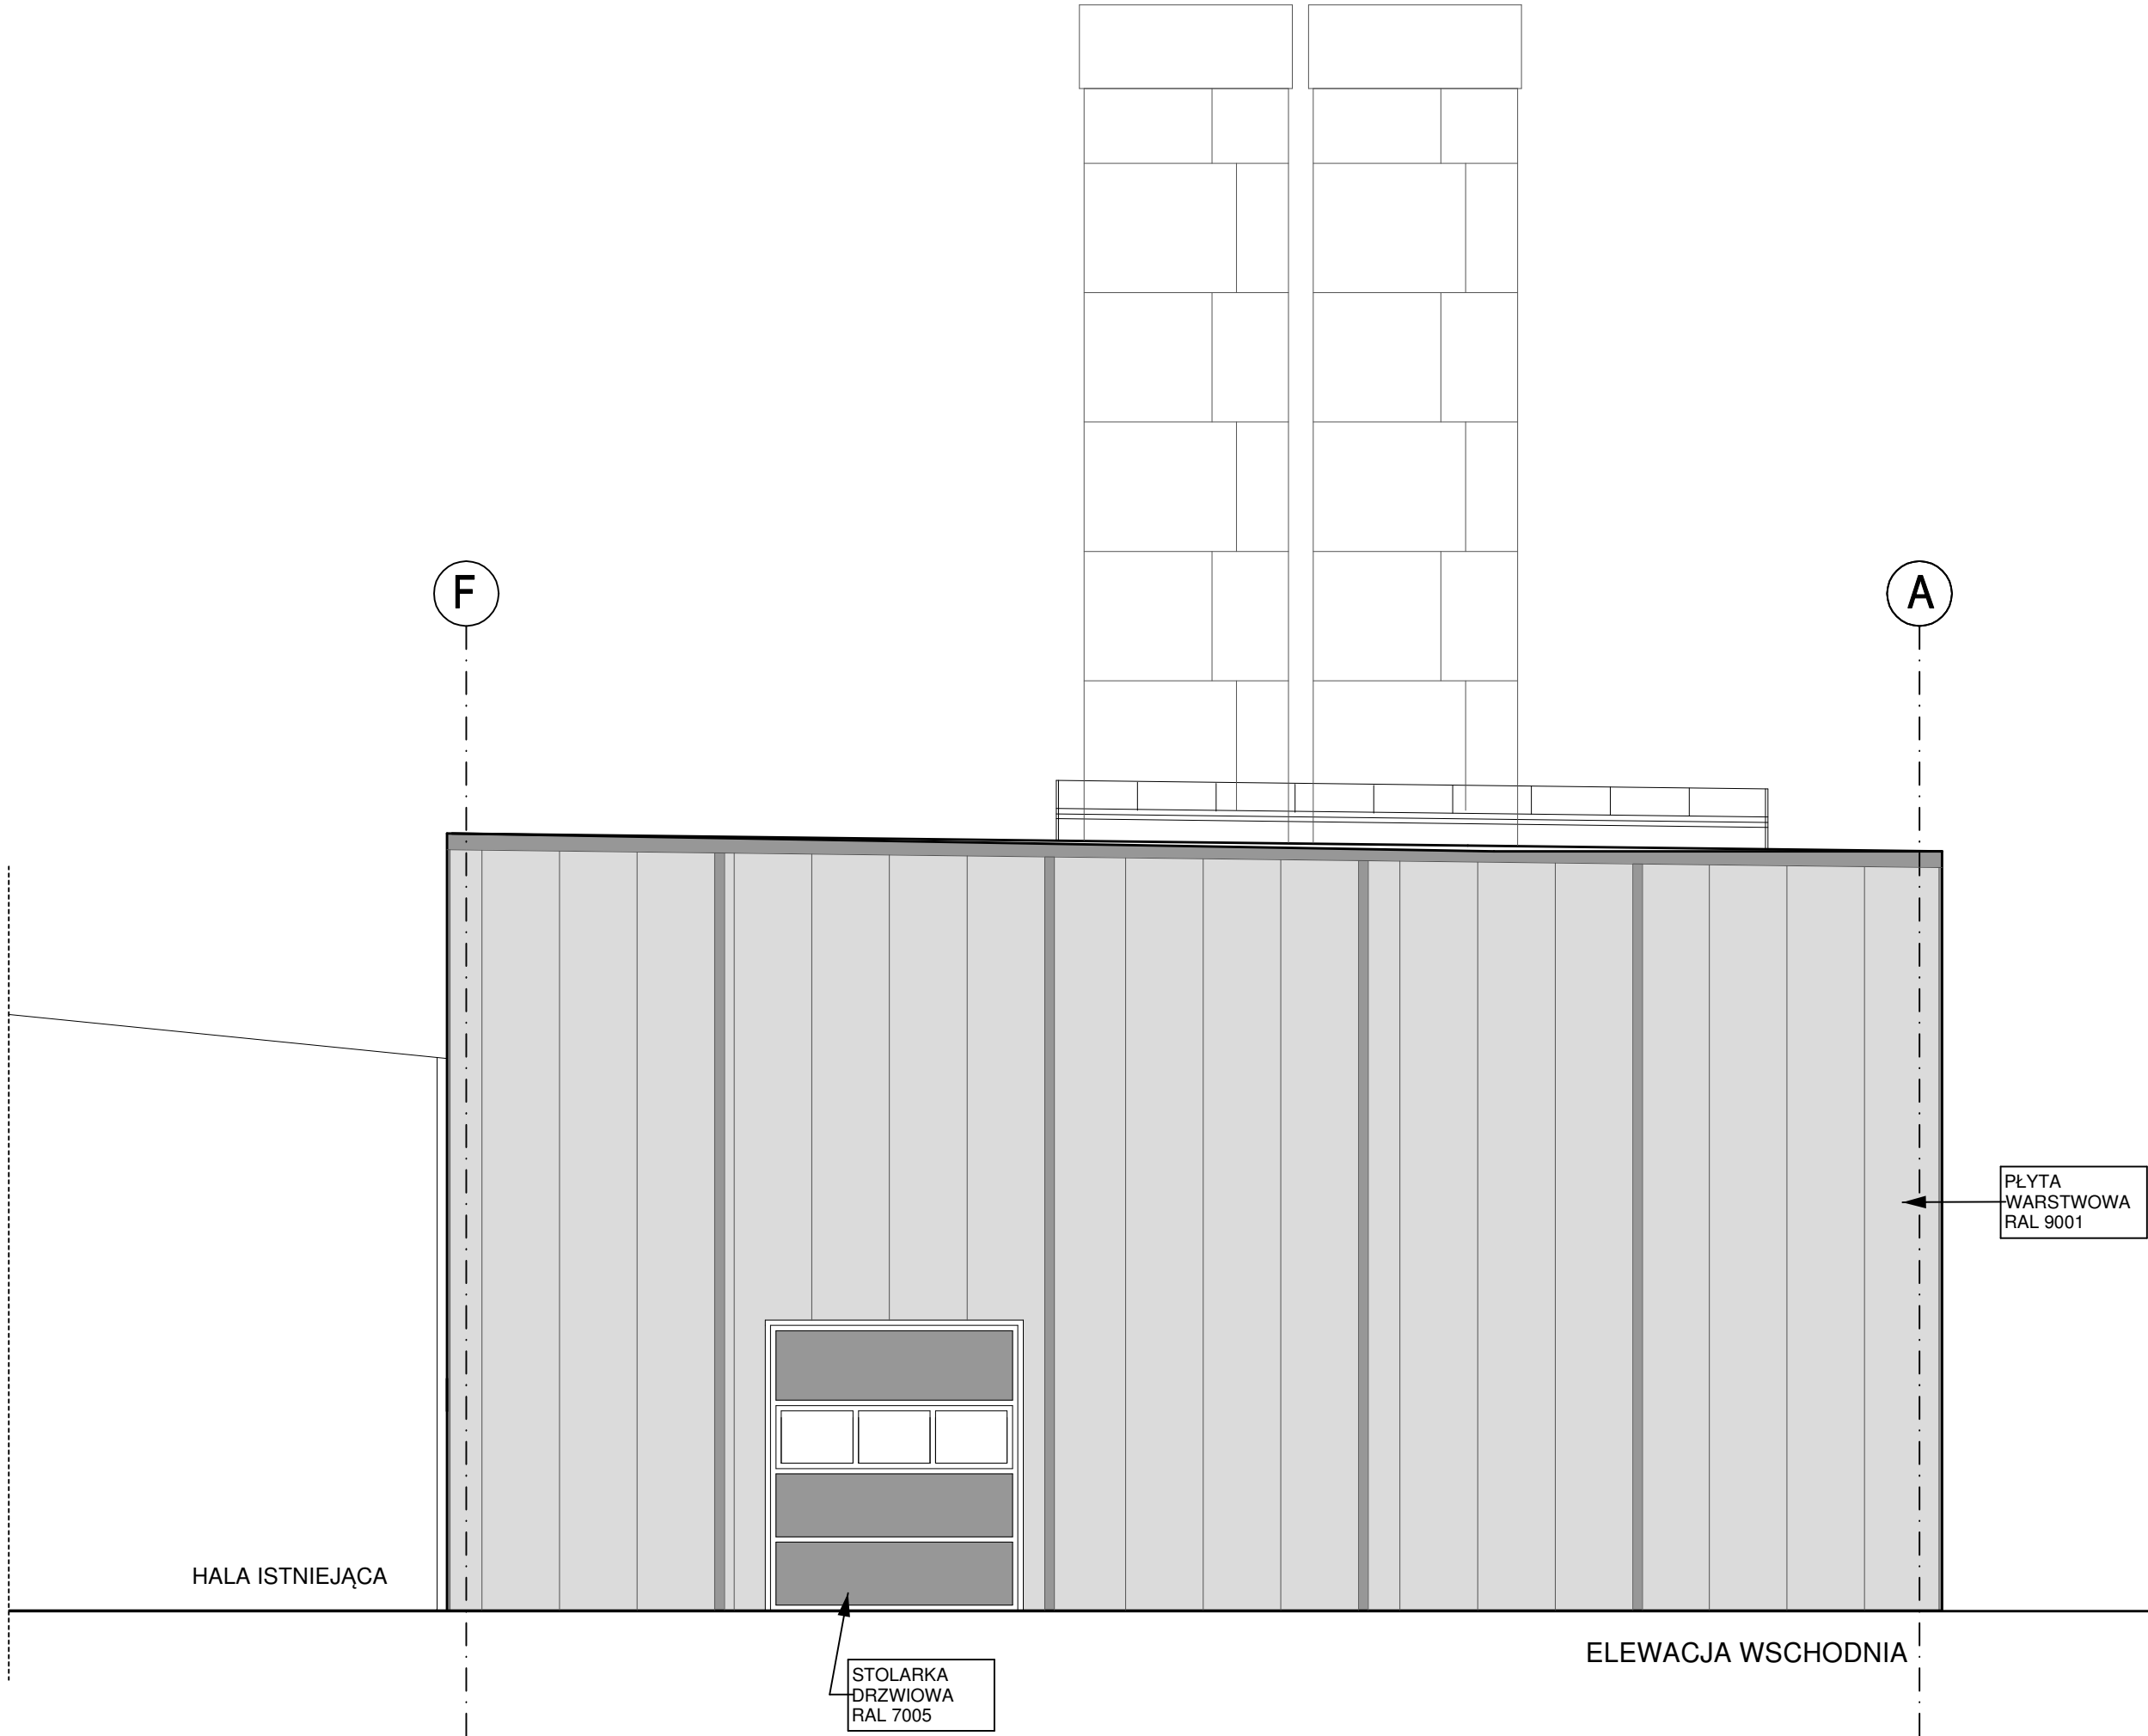 F
A
PŁYTA
WARSTWOWA
RAL 9001
HALA ISTNIEJĄCA
ELEWACJA WSCHODNIA
STOLARKA
DRZWIOWA
RAL 7005